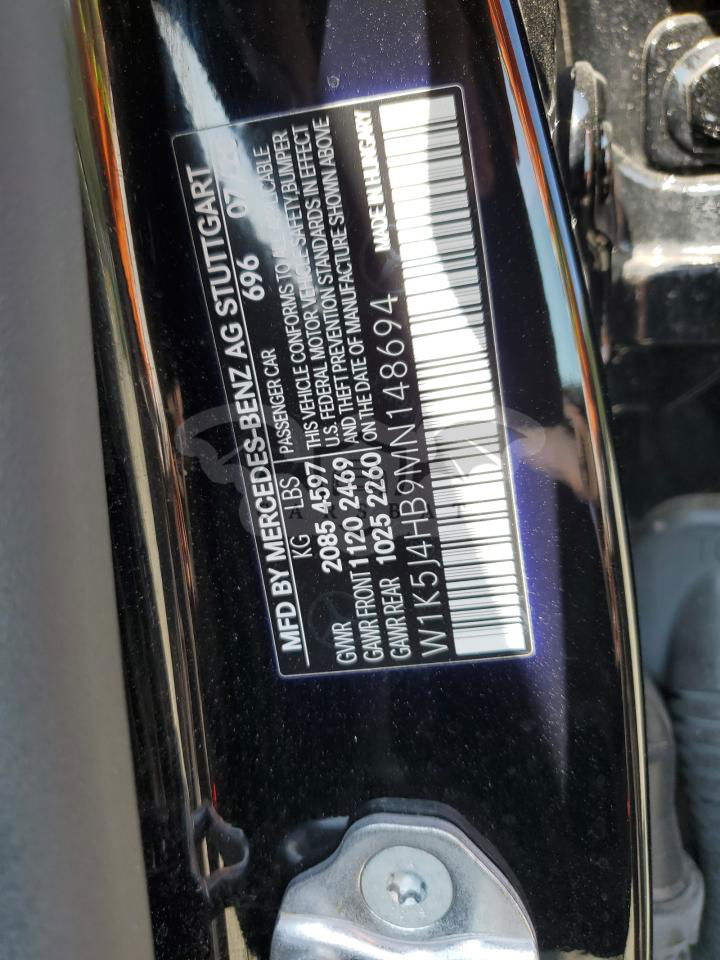 MFD BY MERCEDES-BENZ AG STUTTGART
696
KG LBS PASSENGER CAR
GVWR 2085 4597 THIS VEHICLE CONFORMS TO ALL APPLICABLE
GAWR FRONT 1120 2469 U.S. FEDERAL MOTOR VEHICLE SAFETY, BUMPER
GAWR REAR 1025 2260 AND THEFT PREVENTION STANDARDS IN EFFECT
ON THE DATE OF MANUFACTURE SHOWN ABOVE
W1K5J4HB9MN148694 MADE IN HUNGARY